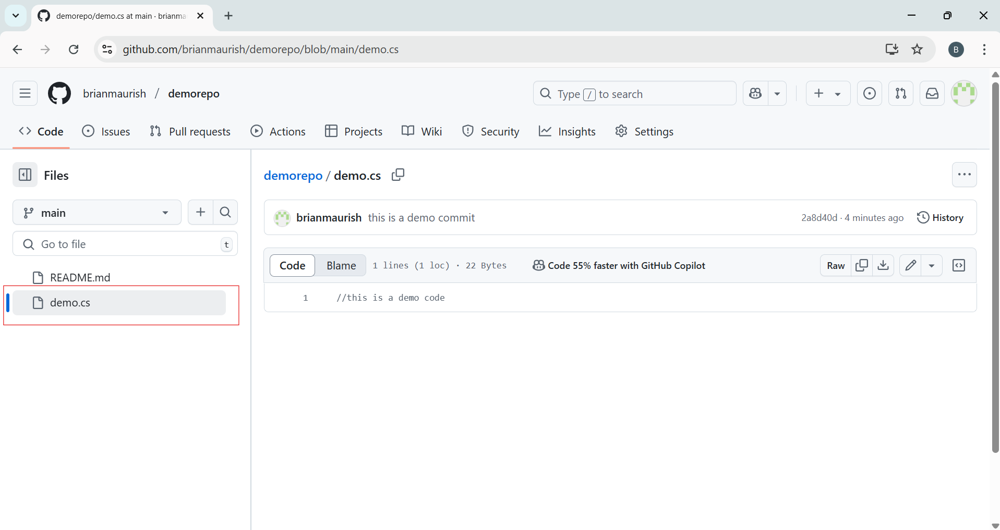 demorepo/demo.cs at main · brianma
github.com/brianmaurish/demorepo/blob/main/demo.cs
B
brianmaurish / demorepo
Type / to search
Code Issues Pull requests Actions Projects Wiki Security Insights Settings
Files
main
Go to file t
README.md
demo.cs
demorepo / demo.cs
brianmaurish this is a demo commit 2a8d40d · 4 minutes ago History
Code Blame 1 lines (1 loc) · 22 Bytes Code 55% faster with GitHub Copilot Raw
1 //this is a demo code